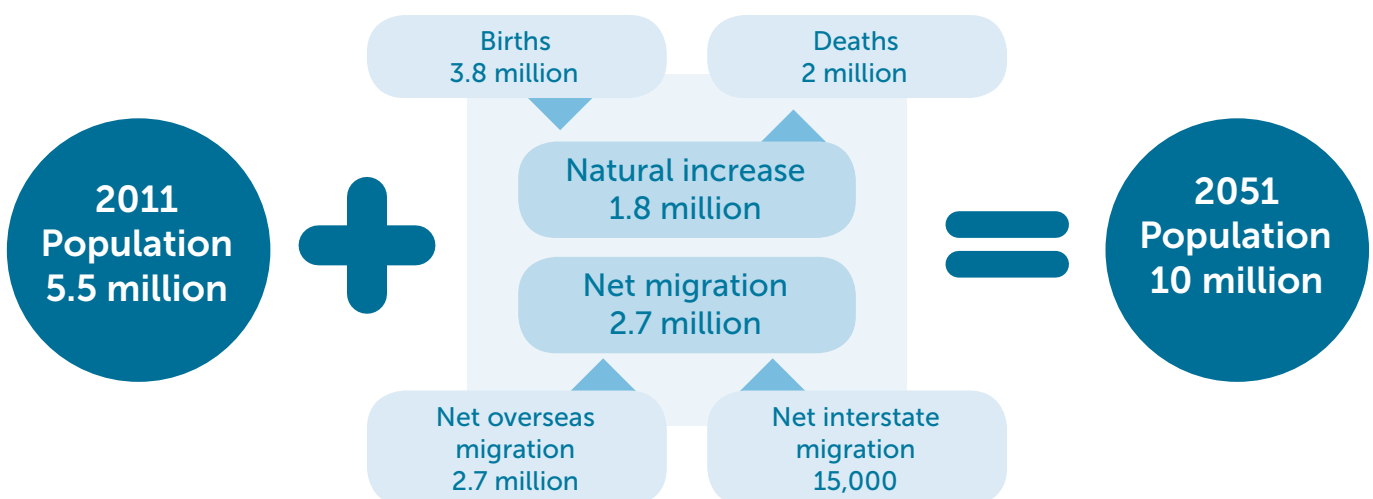 2011
Population
5.5 million
Births
3.8 million
Deaths
2 million
Natural increase
1.8 million
Net migration
2.7 million
Net overseas
migration
2.7 million
Net interstate
migration
15,000
2051
Population
10 million